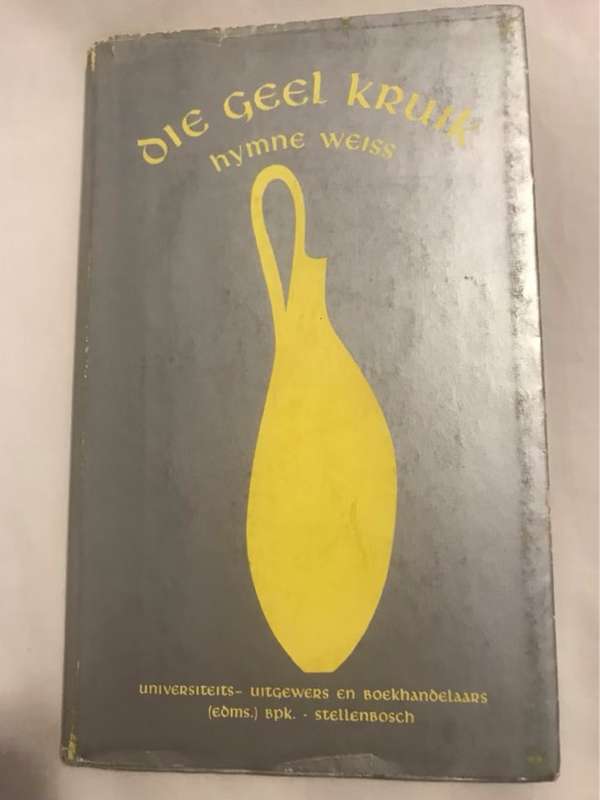 Die Geel Kruik
Hymne Weiss
Universiteits- Uitgewers en Boekhandelaars
(Edms.) Bpk. · Stellenbosch